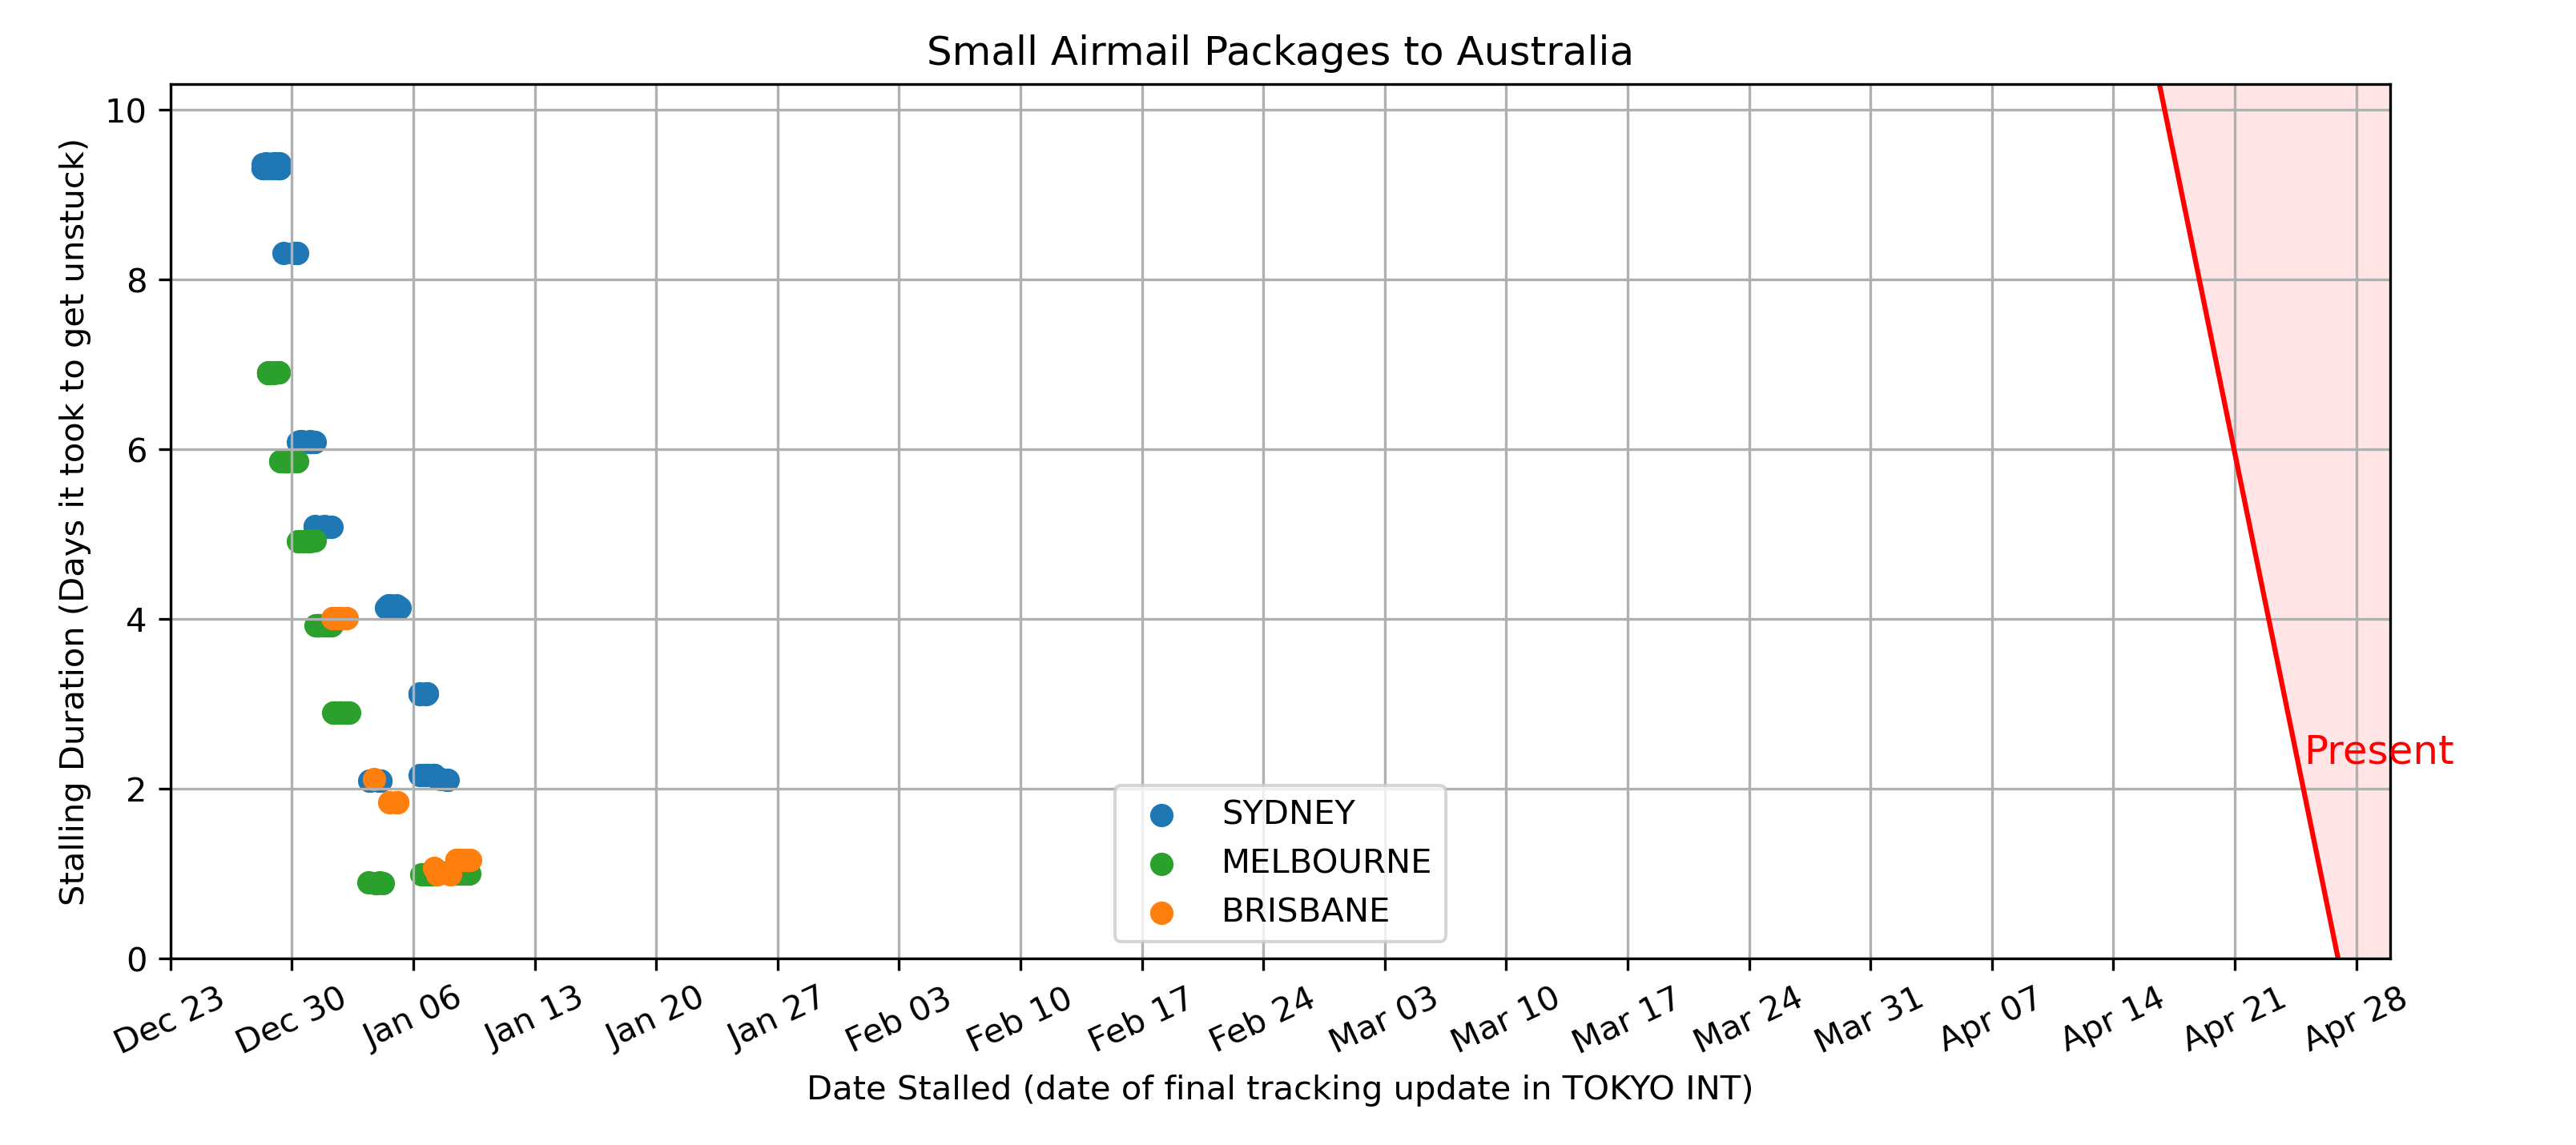 Small Airmail Packages to Australia
Stalling Duration (Days it took to get unstuck)
10
8
6
4
2
0
Present
SYDNEY
MELBOURNE
BRISBANE
Dec 23 Dec 30 Jan 06 Jan 13 Jan 20 Jan 27 Feb 03 Feb 10 Feb 17 Feb 24 Mar 03 Mar 10 Mar 17 Mar 24 Mar 31 Apr 07 Apr 14 Apr 21 Apr 28
Date Stalled (date of final tracking update in TOKYO INT)